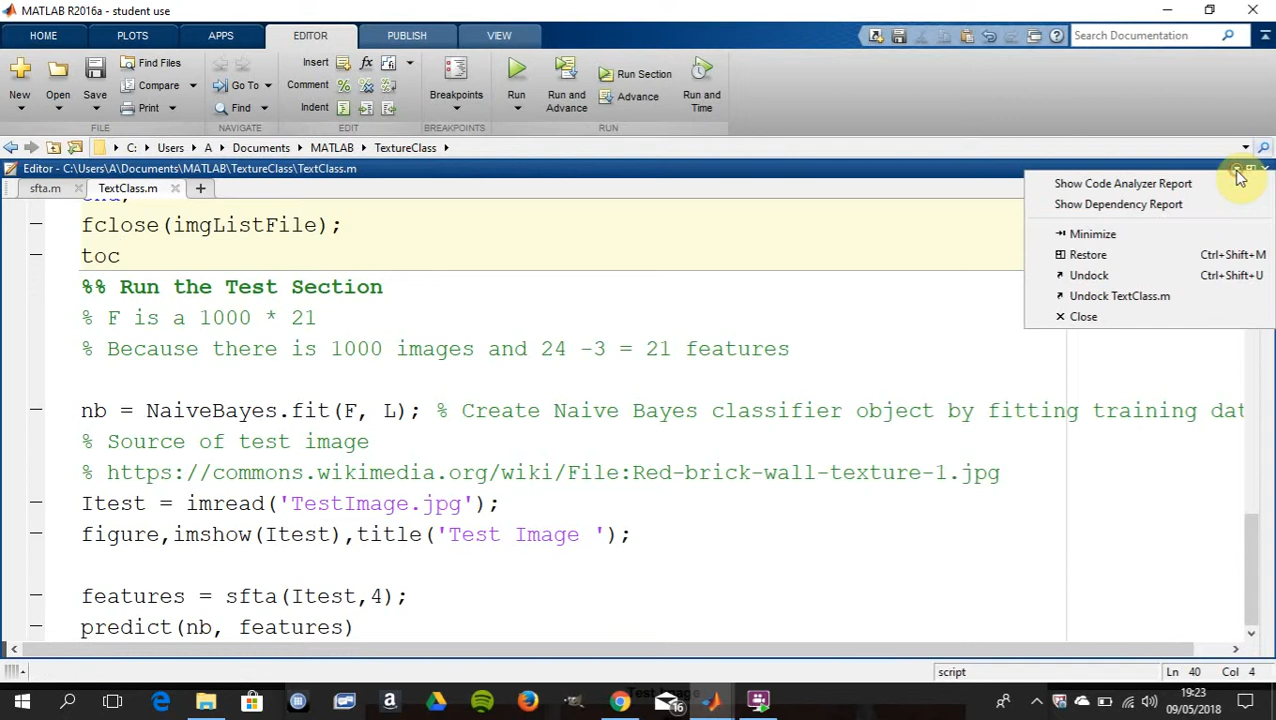 MATLAB R2016a - student use
HOME PLOTS APPS EDITOR PUBLISH VIEW
Search Documentation
New Open Save Find Files Compare Print
Go To Find
Insert Comment Indent
Breakpoints
Run Run and Advance Run Section Advance Run and Time
FILE NAVIGATE EDIT BREAKPOINTS RUN
C: Users A Documents MATLAB TextureClass
Editor - C:\Users\A\Documents\MATLAB\TextureClass\TextClass.m
sfta.m TextClass.m
Show Code Analyzer Report
Show Dependency Report
Minimize
Restore Ctrl+Shift+M
Undock Ctrl+Shift+U
Undock TextClass.m
Close
end;
fclose(imgListFile);
toc
%% Run the Test Section
% F is a 1000 * 21
% Because there is 1000 images and 24 -3 = 21 features
nb = NaiveBayes.fit(F, L); % Create Naive Bayes classifier object by fitting training dat
% Source of test image
% https://commons.wikimedia.org/wiki/File:Red-brick-wall-texture-1.jpg
Itest = imread('TestImage.jpg');
figure,imshow(Itest),title('Test Image ');
features = sfta(Itest,4);
predict(nb, features)
script Ln 40 Col 4
Test Image
16
19:23
09/05/2018